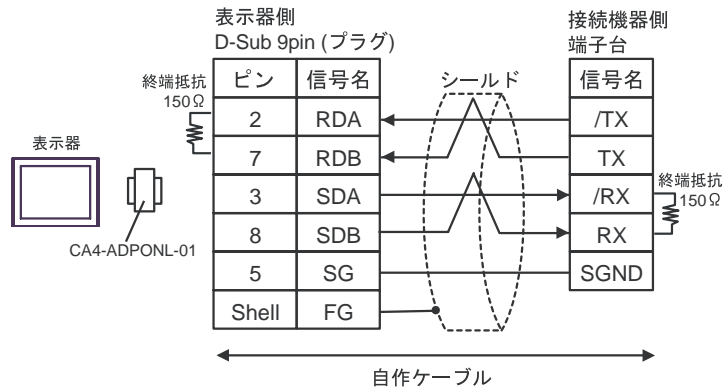 表示器側
D-Sub 9pin (プラグ)
接続機器側
端子台
終端抵抗
150Ω
ピン 信号名
シールド
信号名
2 RDA /TX
7 RDB TX
3 SDA /RX
8 SDB RX
5 SG SGND
Shell FG
表示器
CA4-ADPONL-01
終端抵抗
150Ω
自作ケーブル